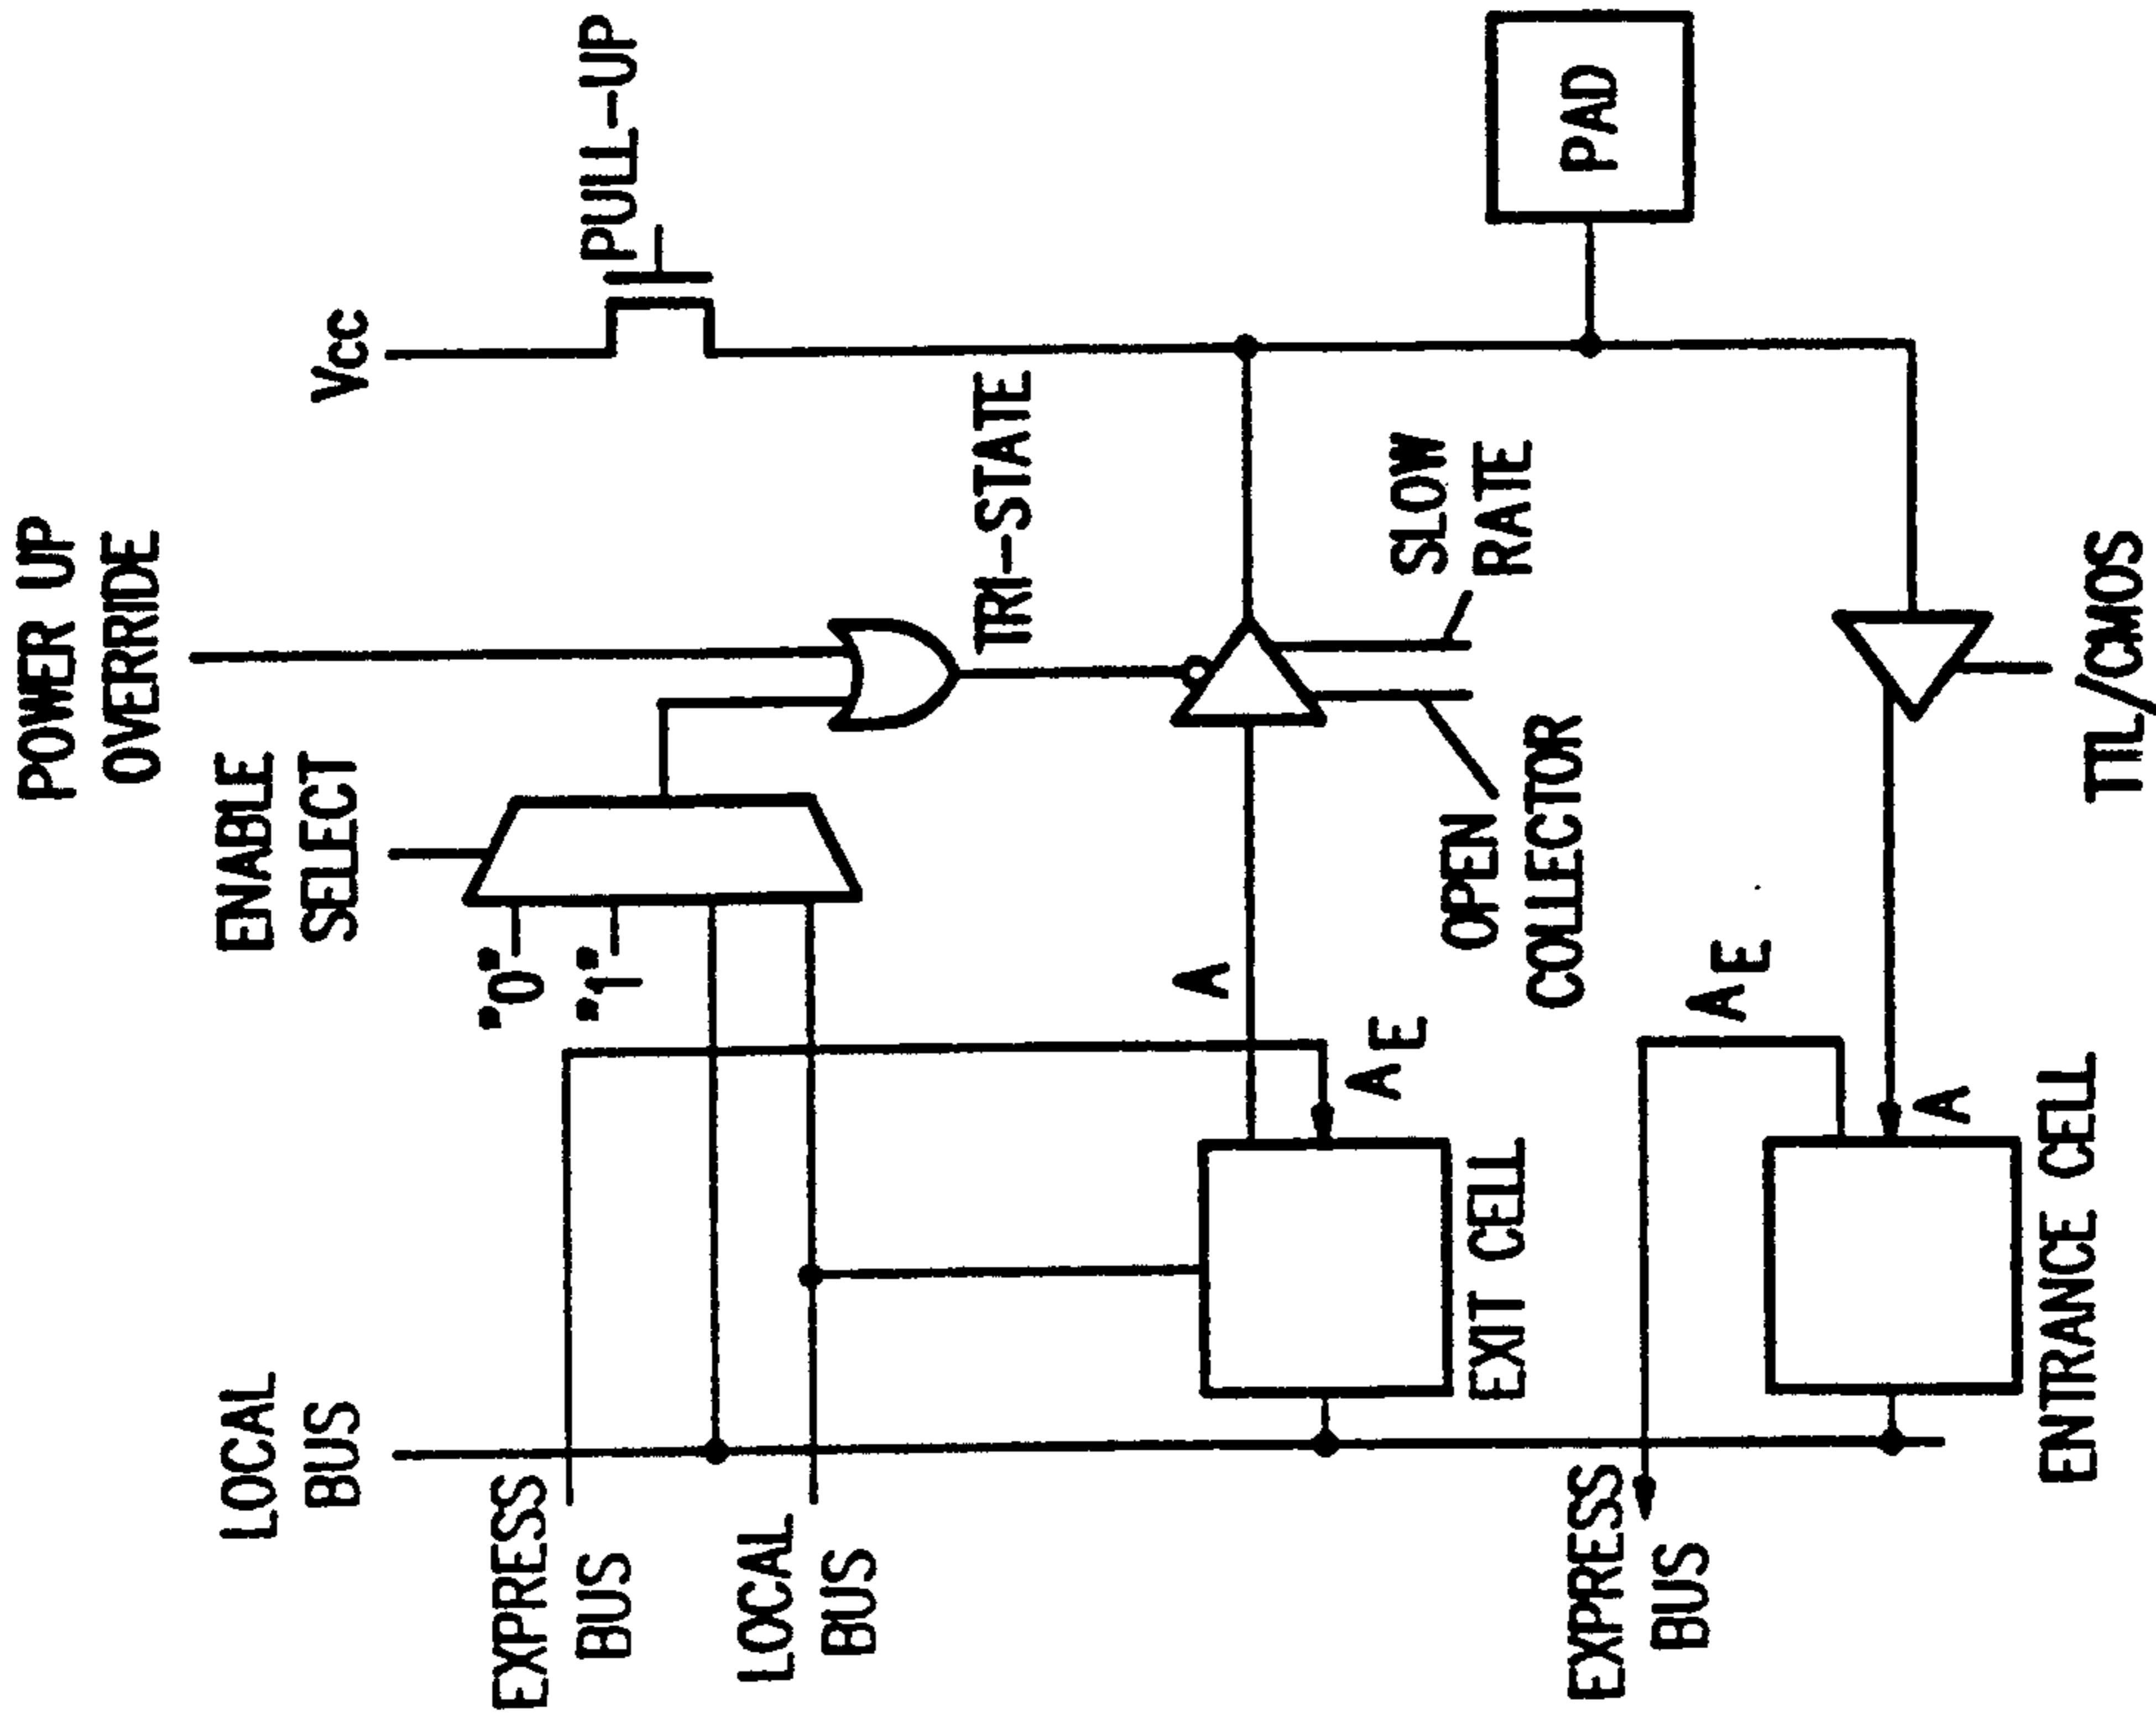 POWER UP
OVERRIDE
ENABLE
SELECT
Vcc
PULL-UP
LOCAL
BUS
"0"
"1"
EXPRESS
BUS
LOCAL
BUS
TRI-STATE
A
A E
SLOW
RATE
PAD
OPEN
COLLECTOR
EXIT CELL
EXPRESS
BUS
A E
A
ENTRANCE CELL
TTL/CMOS